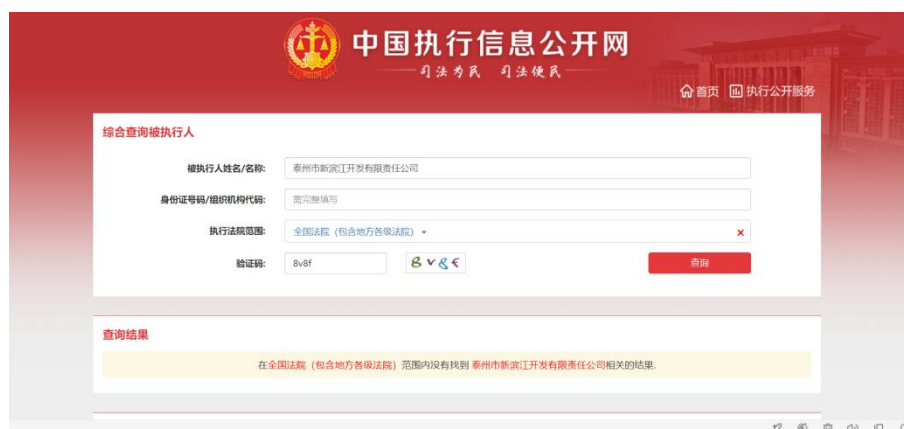 中国执行信息公开网
司法为民 司法便民
首页 执行公开服务
综合查询被执行人
被执行人姓名/名称: 泰州市新滨江开发有限责任公司
身份证号码/组织机构代码: 需完整填写
执行法院范围: 全国法院（包含地方各级法院）
验证码: 8v8f 8v8f 查询
查询结果
在全国法院（包含地方各级法院）范围内没有找到 泰州市新滨江开发有限责任公司相关的结果.